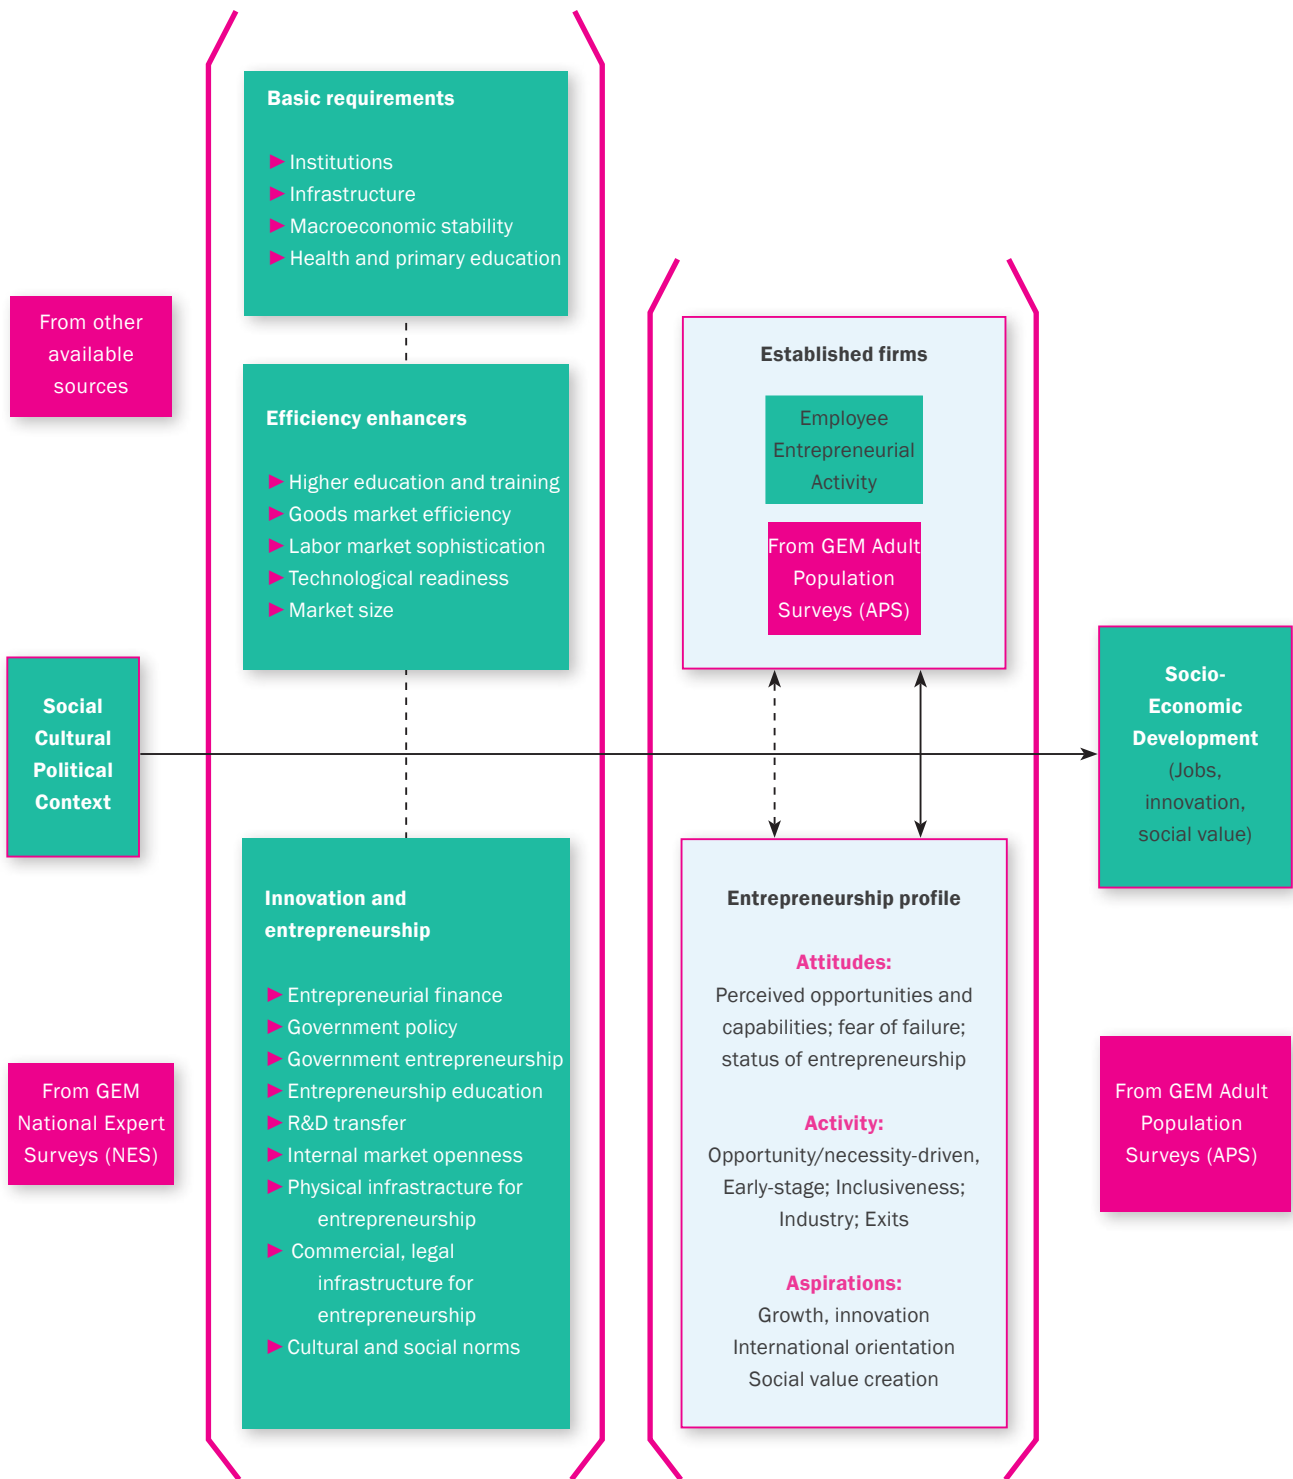 Basic requirements
Institutions
Infrastructure
Macroeconomic stability
Health and primary education
From other
available
sources
Efficiency enhancers
Higher education and training
Goods market efficiency
Labor market sophistication
Technological readiness
Market size
Established firms
Employee
Entrepreneurial
Activity
From GEM Adult
Population
Surveys (APS)
Social
Cultural
Political
Context
Socio-
Economic
Development
(Jobs,
innovation,
social value)
Innovation and
entrepreneurship
Entrepreneurial finance
Government policy
Government entrepreneurship
Entrepreneurship education
R&D transfer
Internal market openness
Physical infrastracture for
entrepreneurship
Commercial, legal
infrastructure for
entrepreneurship
Cultural and social norms
From GEM
National Expert
Surveys (NES)
Entrepreneurship profile
Attitudes:
Perceived opportunities and
capabilities; fear of failure;
status of entrepreneurship
Activity:
Opportunity/necessity-driven,
Early-stage; Inclusiveness;
Industry; Exits
Aspirations:
Growth, innovation
International orientation
Social value creation
From GEM Adult
Population
Surveys (APS)